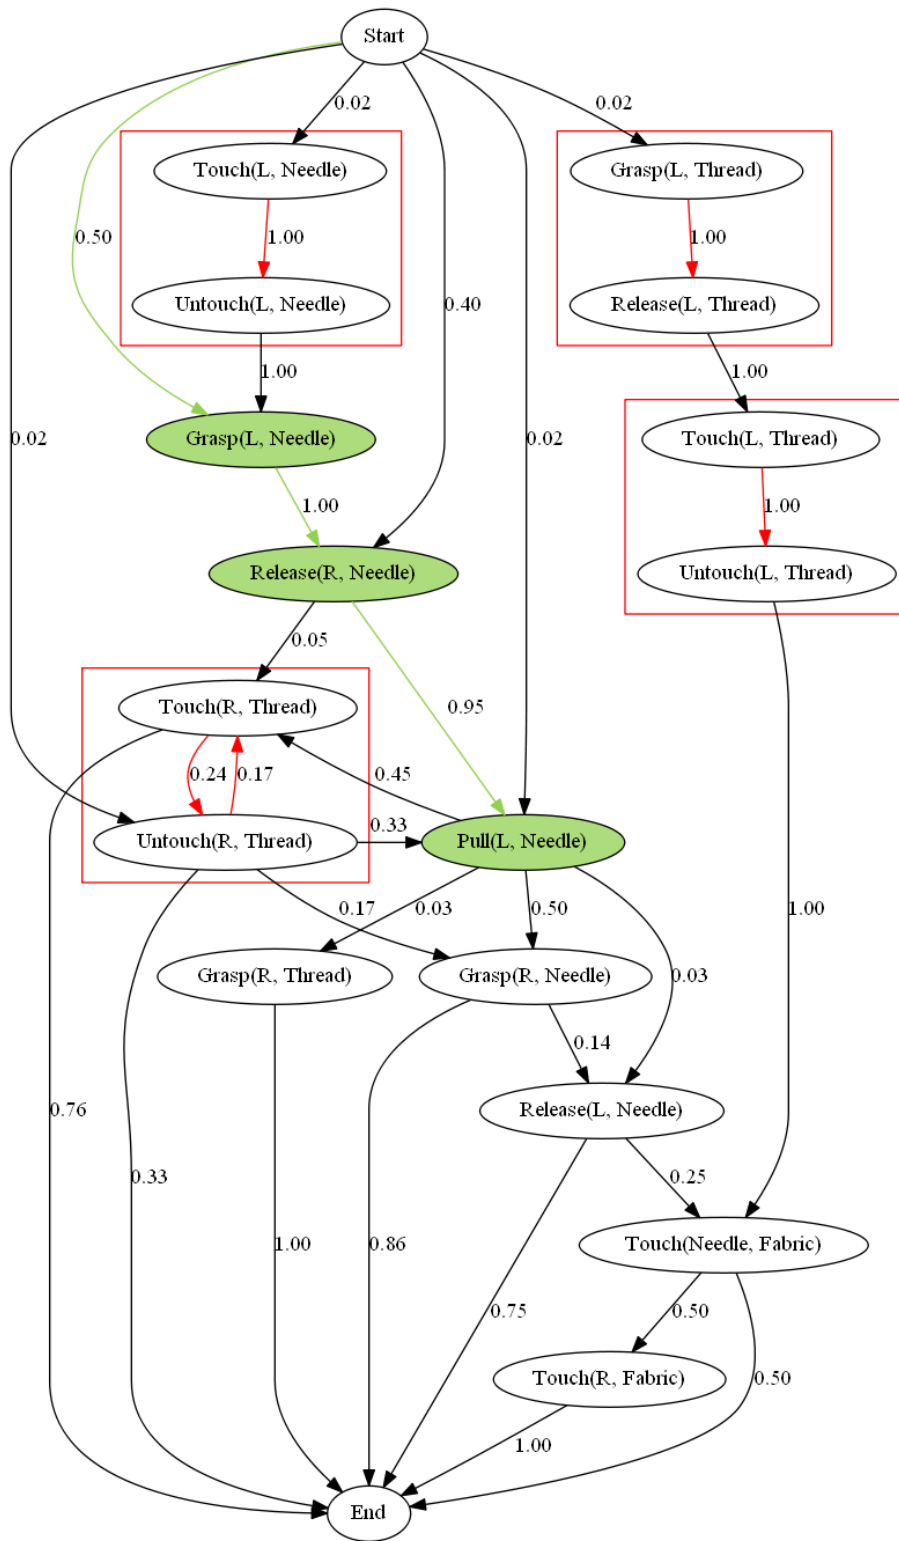 Start
0.02
0.02
Touch(L, Needle)
Grasp(L, Thread)
0.50
1.00
1.00
Untouch(L, Needle)
0.40
Release(L, Thread)
1.00
1.00
0.02
Grasp(L, Needle)
0.02
Touch(L, Thread)
1.00
1.00
Release(R, Needle)
Untouch(L, Thread)
0.05
Touch(R, Thread)
0.95
0.24
0.17
0.45
0.33
Untouch(R, Thread)
Pull(L, Needle)
0.17
0.03
0.50
1.00
Grasp(R, Thread)
Grasp(R, Needle)
0.03
0.14
0.76
Release(L, Needle)
0.33
0.25
1.00
0.86
Touch(Needle, Fabric)
0.75
0.50
Touch(R, Fabric)
0.50
1.00
End